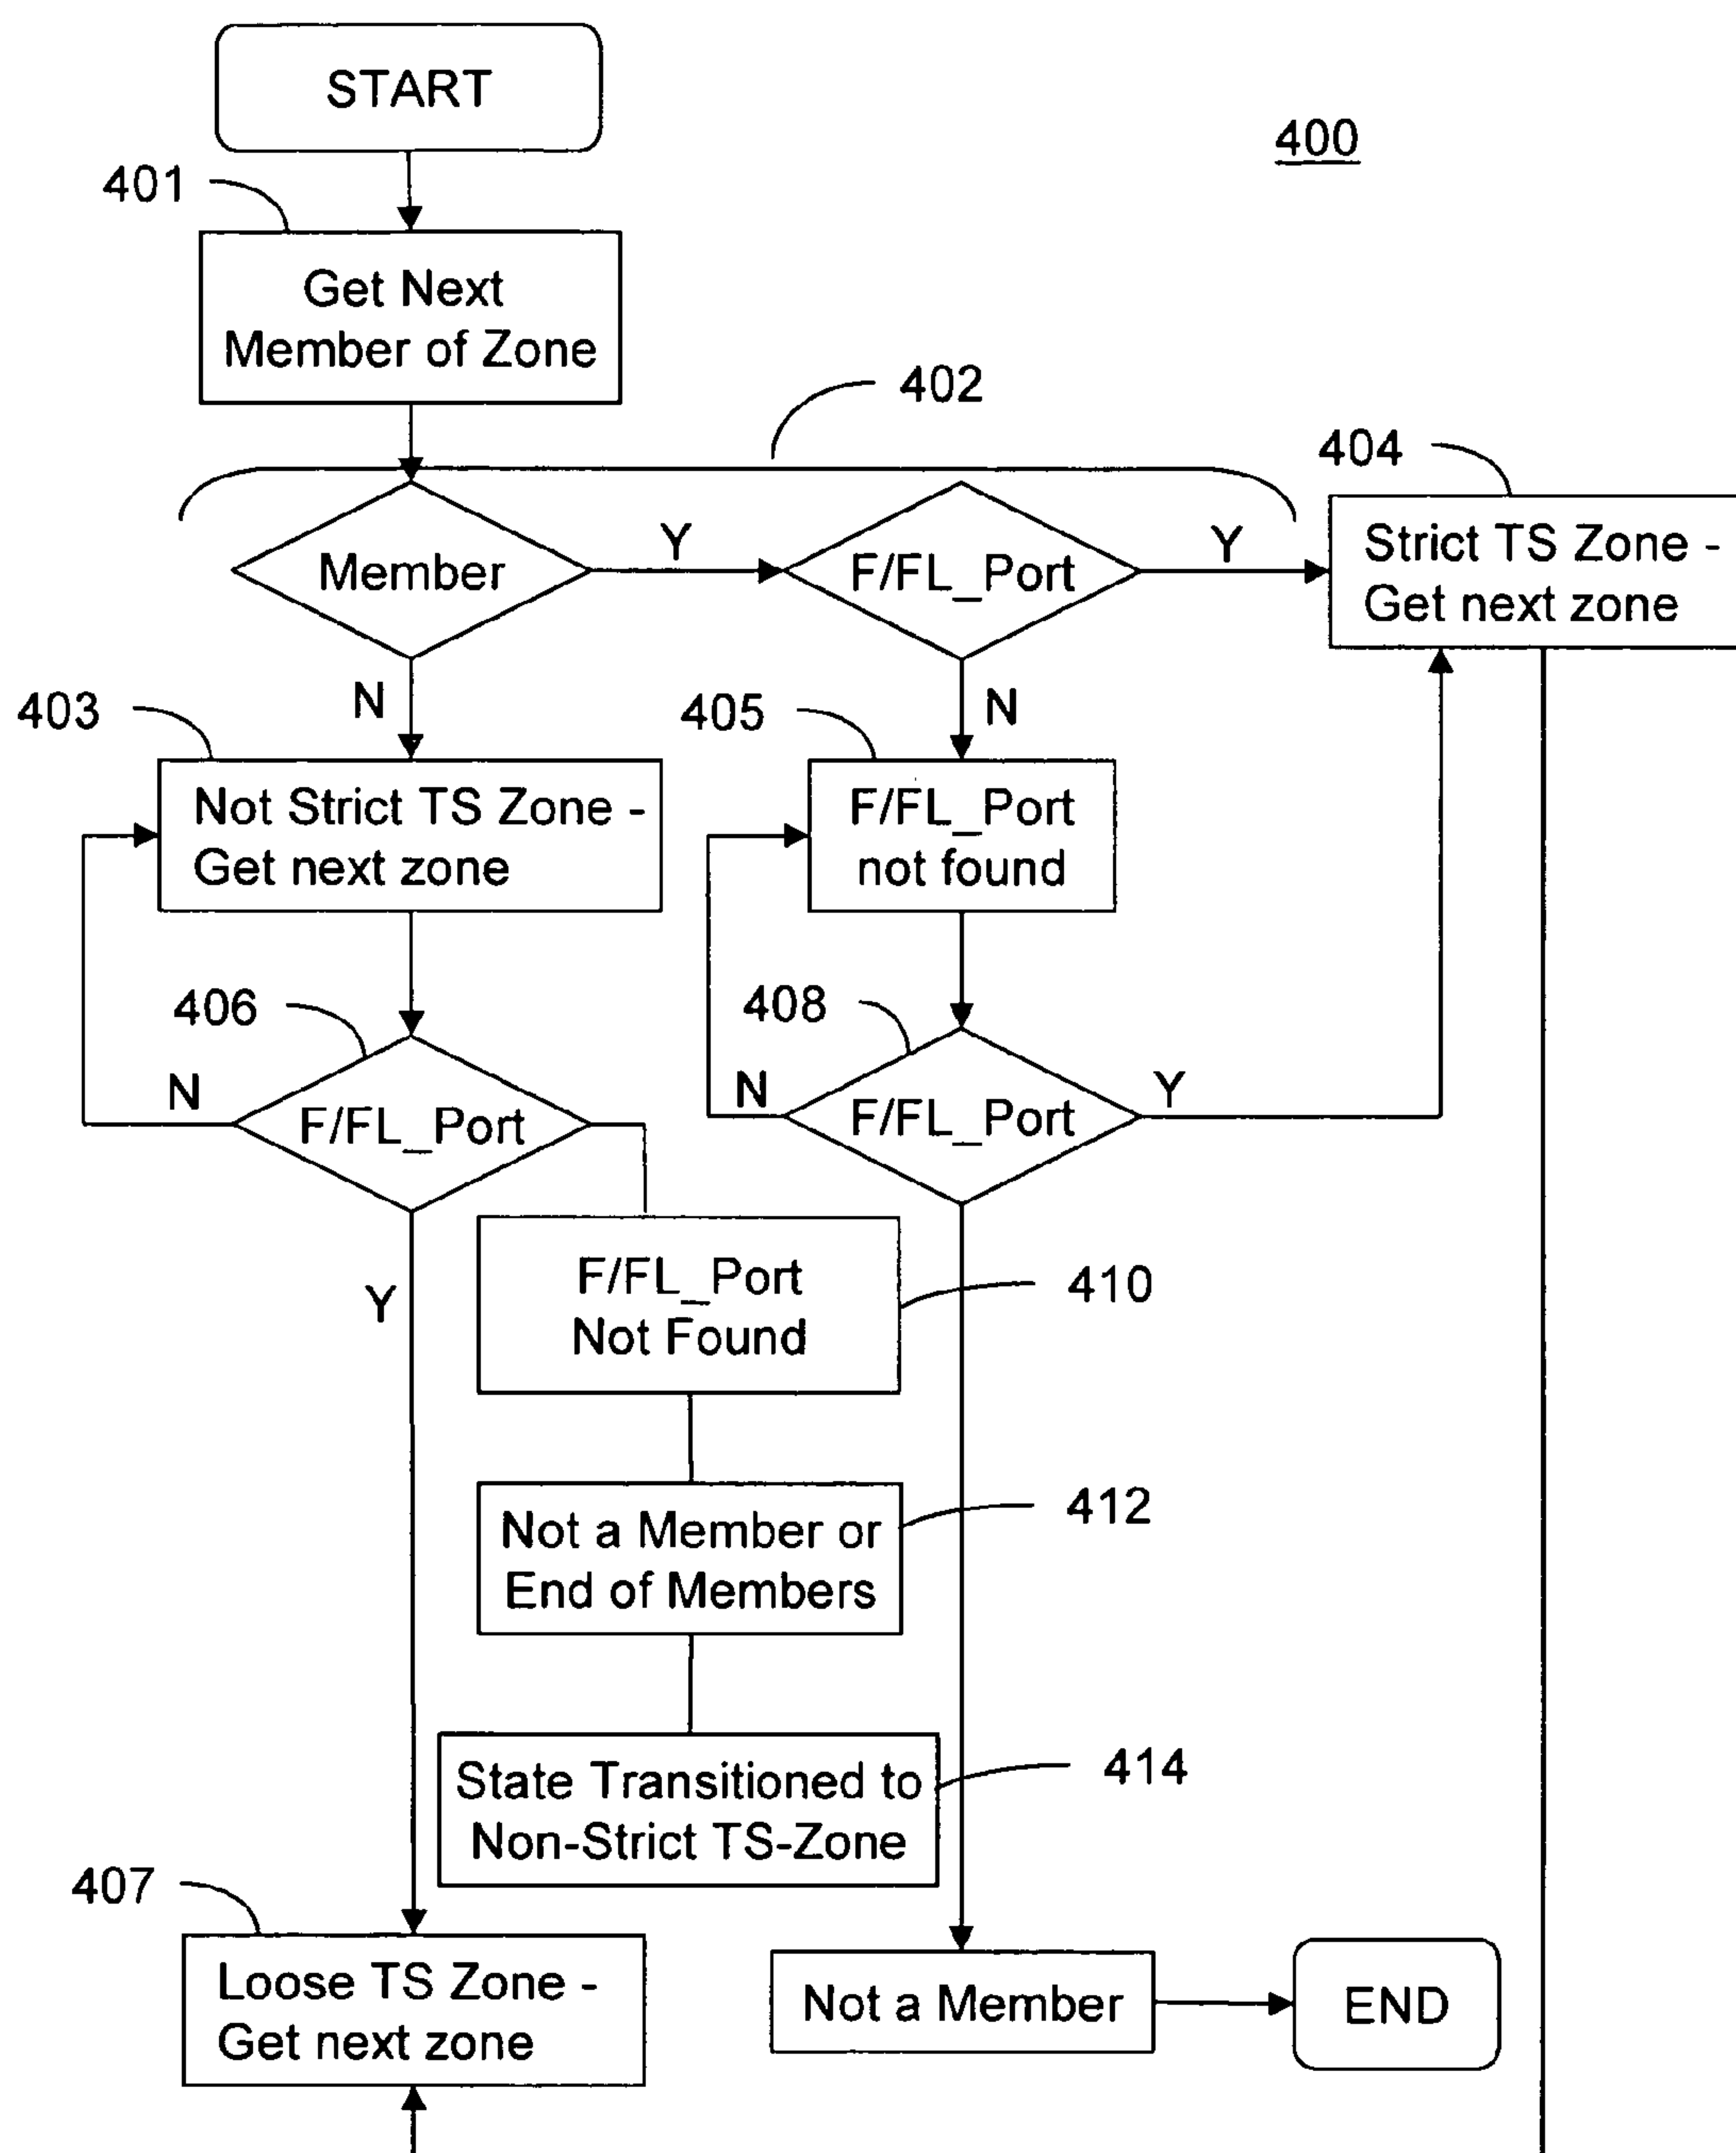 START
400
401
Get Next
Member of Zone
402
404
Member
Y
F/FL_Port
Y
Strict TS Zone -
Get next zone
N
N
403
405
Not Strict TS Zone -
Get next zone
F/FL_Port
not found
406
408
N
F/FL_Port
N
F/FL_Port
Y
Y
F/FL_Port
Not Found
410
Not a Member or
End of Members
412
State Transitioned to
Non-Strict TS-Zone
414
407
Loose TS Zone -
Get next zone
Not a Member
END